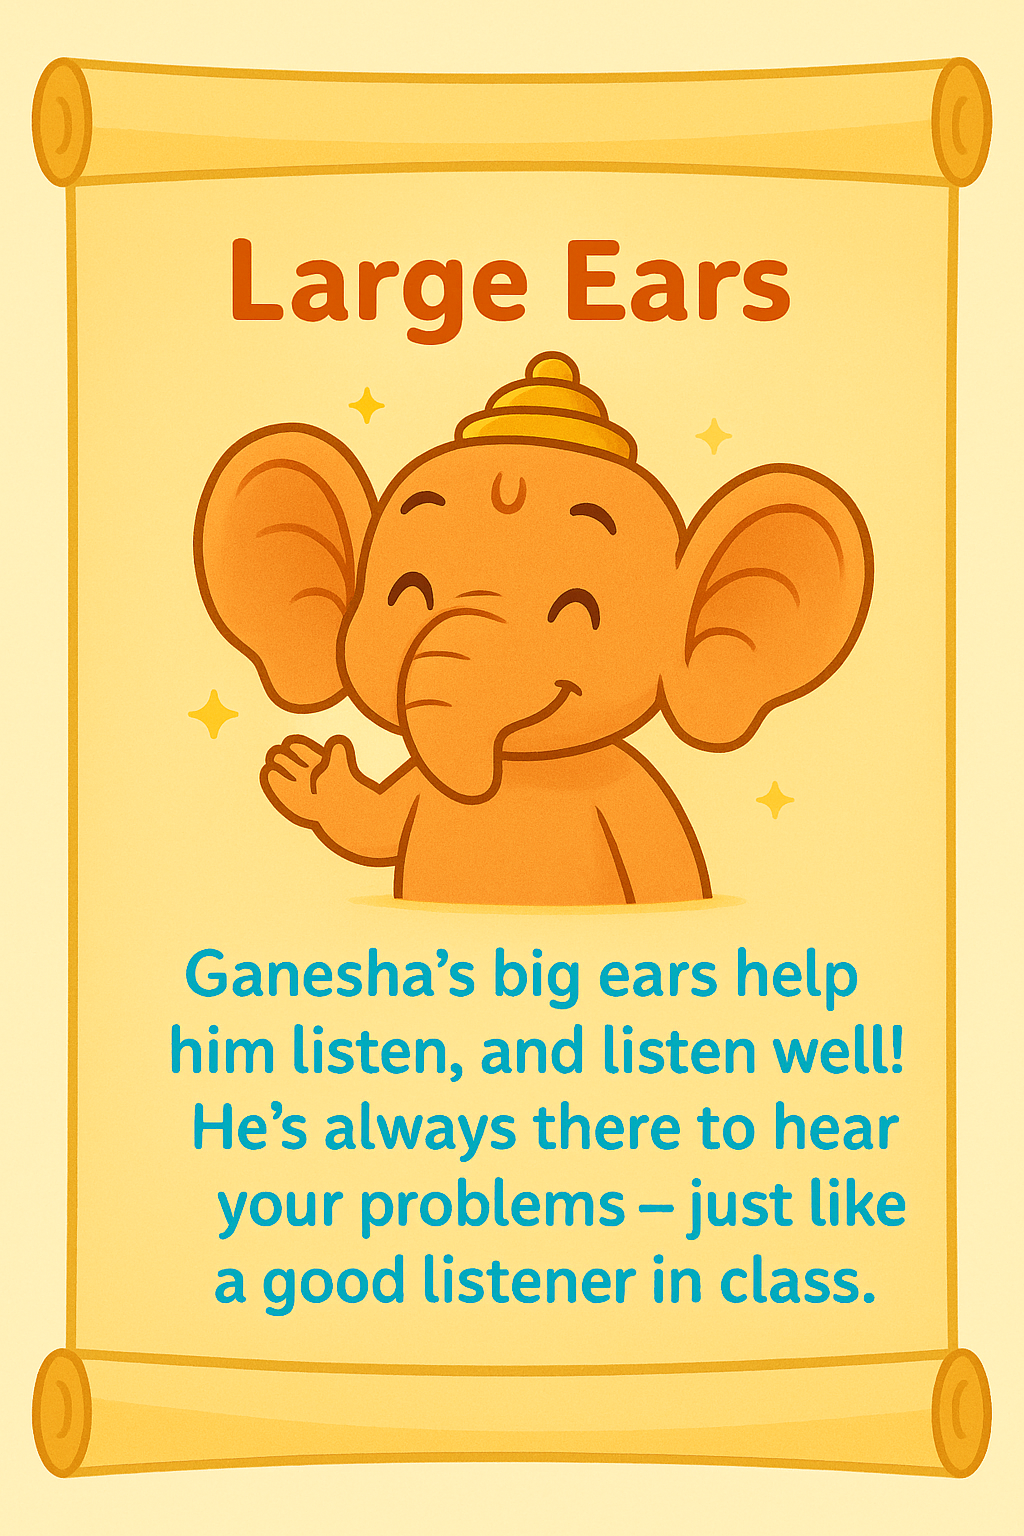 Large Ears
Ganesha’s big ears help
him listen, and listen well!
He’s always there to hear
your problems – just like
a good listener in class.